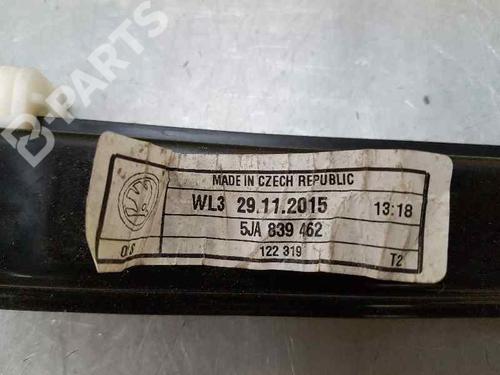 B-PARTS
MADE IN CZECH REPUBLIC
WL3 29.11.2015 13:18
5JA 839 462
122 319
T2